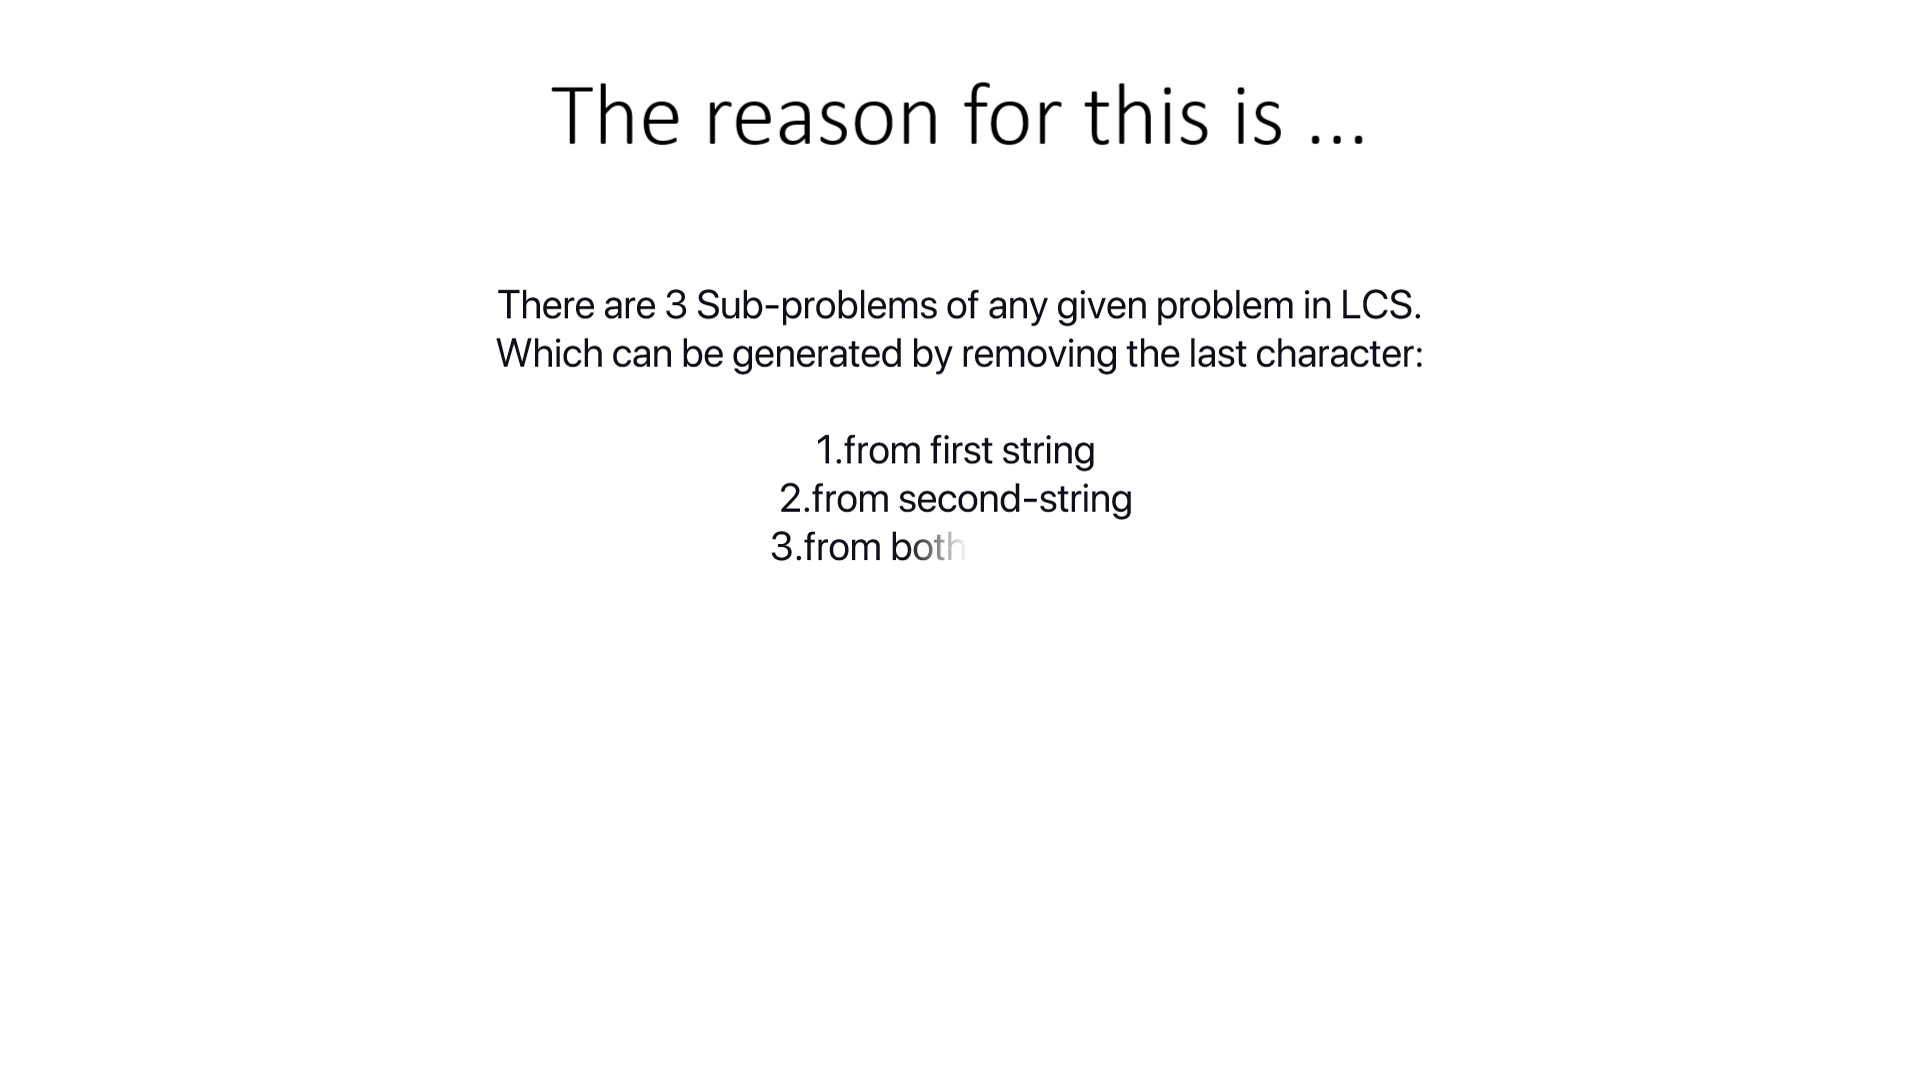 The reason for this is ...
There are 3 Sub-problems of any given problem in LCS.
Which can be generated by removing the last character:
1.from first string
2.from second-string
3.from both